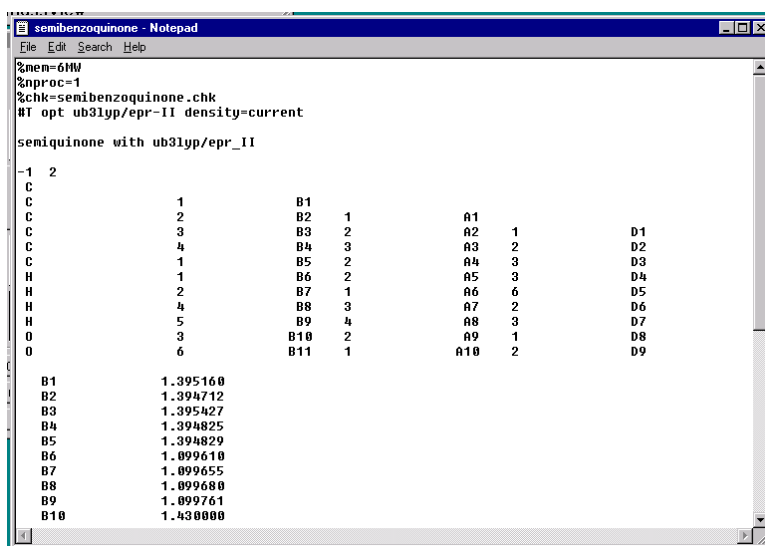 semibenzoquinone - Notepad
File Edit Search Help
%mem=6MW
%nproc=1
%chk=semibenzoquinone.chk
#T opt ub3lyp/epr-II density=current
semiquinone with ub3lyp/epr_II
-1 2
C
C 1 B1
C 2 B2 1 A1
C 3 B3 2 A2 1 D1
C 4 B4 3 A3 2 D2
C 1 B5 2 A4 3 D3
H 1 B6 2 A5 3 D4
H 2 B7 1 A6 6 D5
H 4 B8 3 A7 2 D6
H 5 B9 4 A8 3 D7
O 3 B10 2 A9 1 D8
O 6 B11 1 A10 2 D9
B1 1.395160
B2 1.394712
B3 1.395427
B4 1.394825
B5 1.394829
B6 1.099610
B7 1.099655
B8 1.099680
B9 1.099761
B10 1.430000